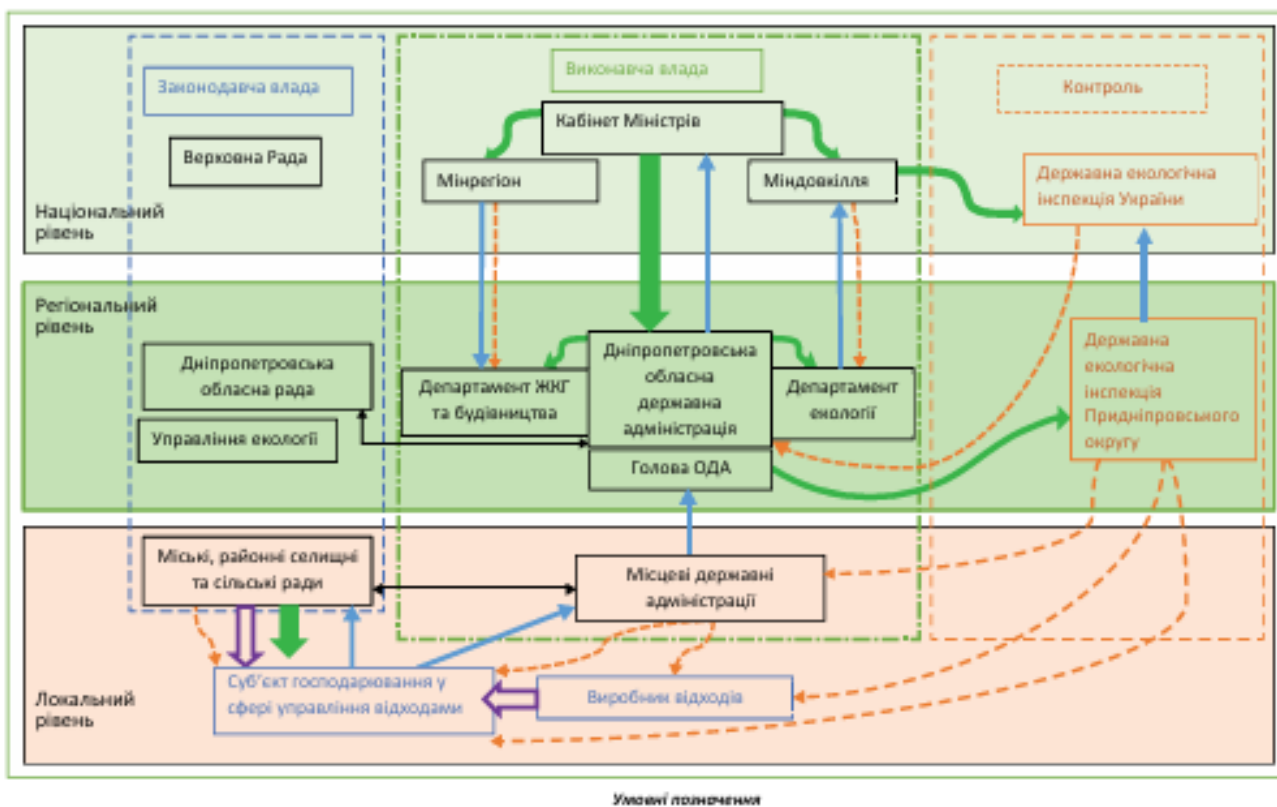 Законодавча влада
Виконавча влада
Контроль
Кабінет Міністрів
Верховна Рада
Мінрегіон
Міндовкілля
Державна екологічна
інспекція України
Національний
рівень
Регіональний
рівень
Дніпропетровська
обласна рада
Управління екології
Департамент ЖКГ
та будівництва
Дніпропетровська
обласна
державна
адміністрація
Голова ОДА
Департамент
екології
Державна
екологічна
інспекція
Придніпровського
округу
Міські, районні селищні
та сільські ради
Місцеві державні
адміністрації
Локальний
рівень
Суб'єкт господарювання у
сфері управління відходами
Виробник відходів
Умовні позначення